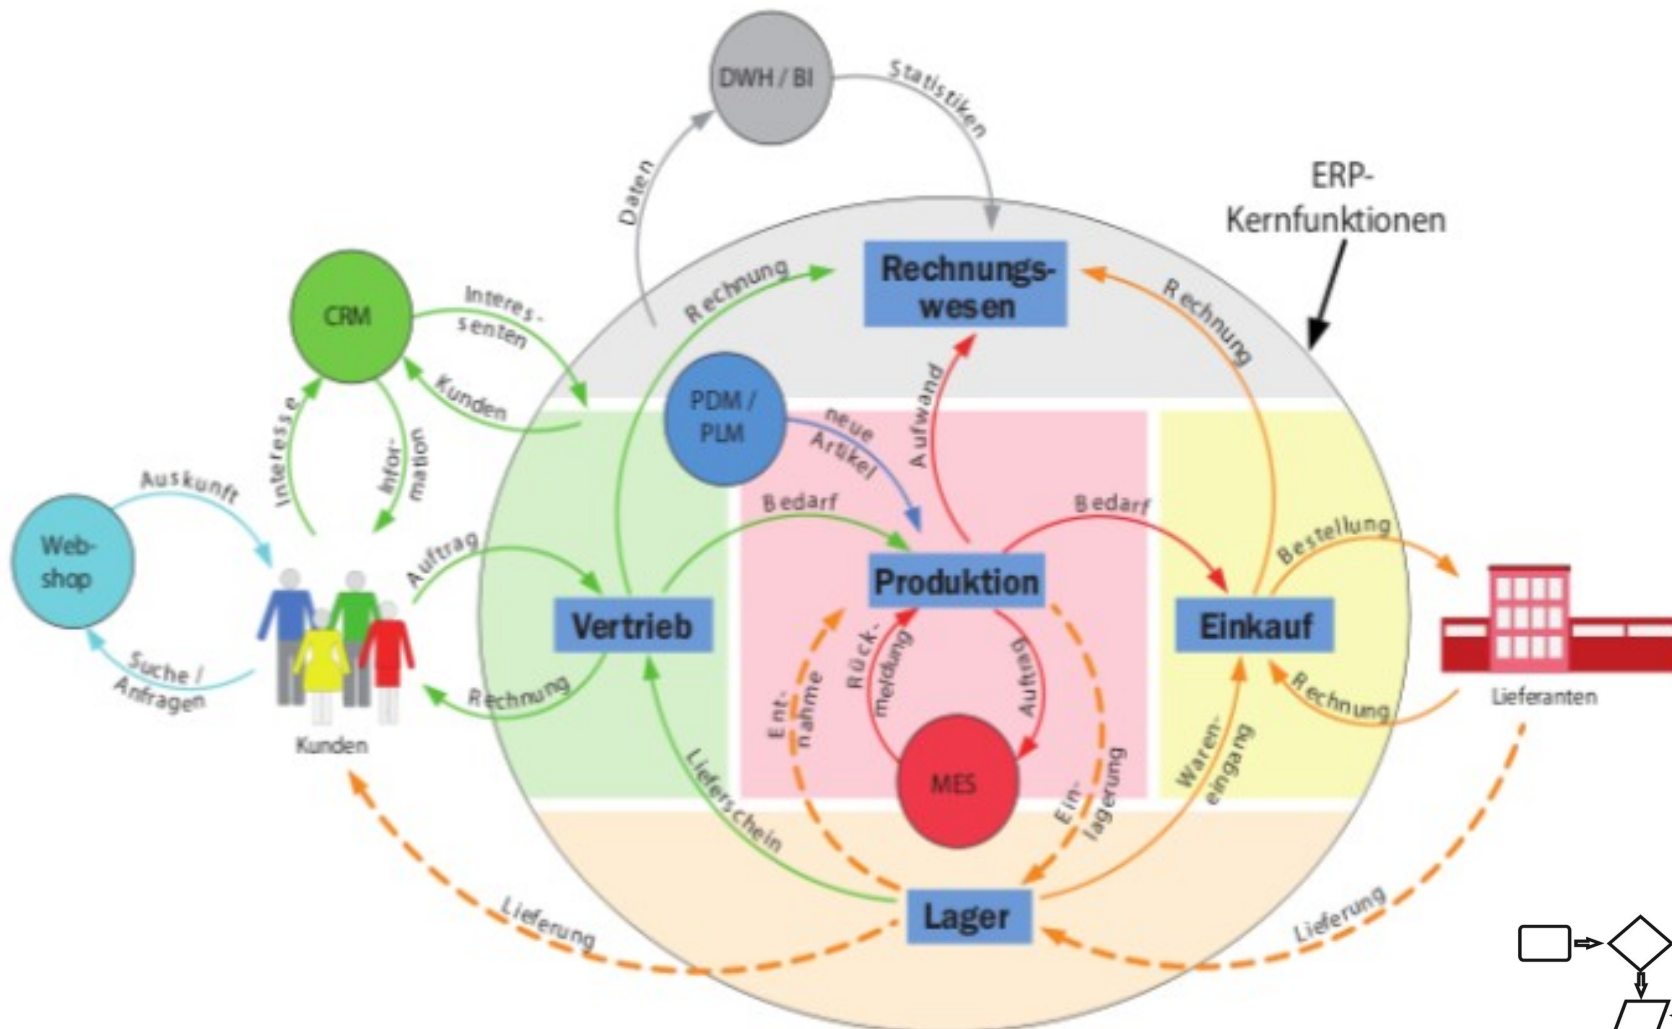 DWH / BI
Statistiken
Daten
ERP-
Kernfunktionen
Rechnungs-
wesen
Rechnung
Rechnung
CRM
Interes-
senten
Kunden
PDM /
PLM
neue
Artikel
Aufwand
Interesse
Infor-
mation
Auskunft
Web-
shop
Suche /
Anfragen
Kunden
Auftrag
Bedarf
Bedarf
Bestellung
Vertrieb
Produktion
Einkauf
Rechnung
Rück-
meldung
Auftrag
Rechnung
Lieferanten
Ent-
nahme
MES
Ein-
lagerung
Waren-
eingang
Lieferschein
Lager
Lieferung
Lieferung